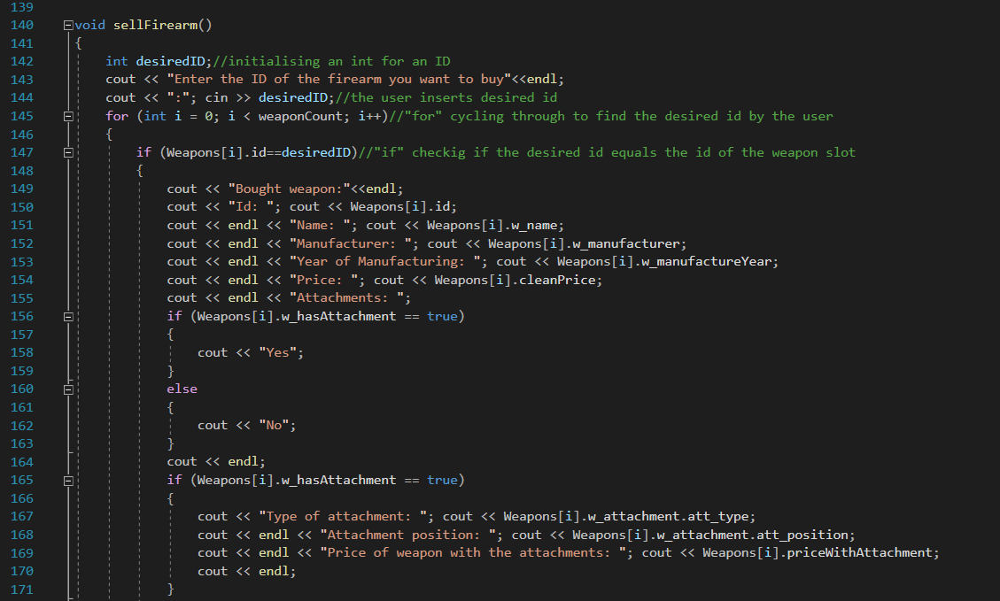 139
140 void sellFirearm()
141 {
142 int desiredID;//initialising an int for an ID
143 cout << "Enter the ID of the firearm you want to buy"<<endl;
144 cout << ":"; cin >> desiredID;//the user inserts desired id
145 for (int i = 0; i < weaponCount; i++)//"for" cycling through to find the desired id by the user
146 {
147 if (Weapons[i].id==desiredID)//"if" checkig if the desired id equals the id of the weapon slot
148 {
149 cout << "Bought weapon:"<<endl;
150 cout << "Id: "; cout << Weapons[i].id;
151 cout << endl << "Name: "; cout << Weapons[i].w_name;
152 cout << endl << "Manufacturer: "; cout << Weapons[i].w_manufacturer;
153 cout << endl << "Year of Manufacturing: "; cout << Weapons[i].w_manufactureYear;
154 cout << endl << "Price: "; cout << Weapons[i].cleanPrice;
155 cout << endl << "Attachments: ";
156 if (Weapons[i].w_hasAttachment == true)
157 {
158 cout << "Yes";
159 }
160 else
161 {
162 cout << "No";
163 }
164 cout << endl;
165 if (Weapons[i].w_hasAttachment == true)
166 {
167 cout << "Type of attachment: "; cout << Weapons[i].w_attachment.att_type;
168 cout << endl << "Attachment position: "; cout << Weapons[i].w_attachment.att_position;
169 cout << endl << "Price of weapon with the attachments: "; cout << Weapons[i].priceWithAttachment;
170 cout << endl;
171 }